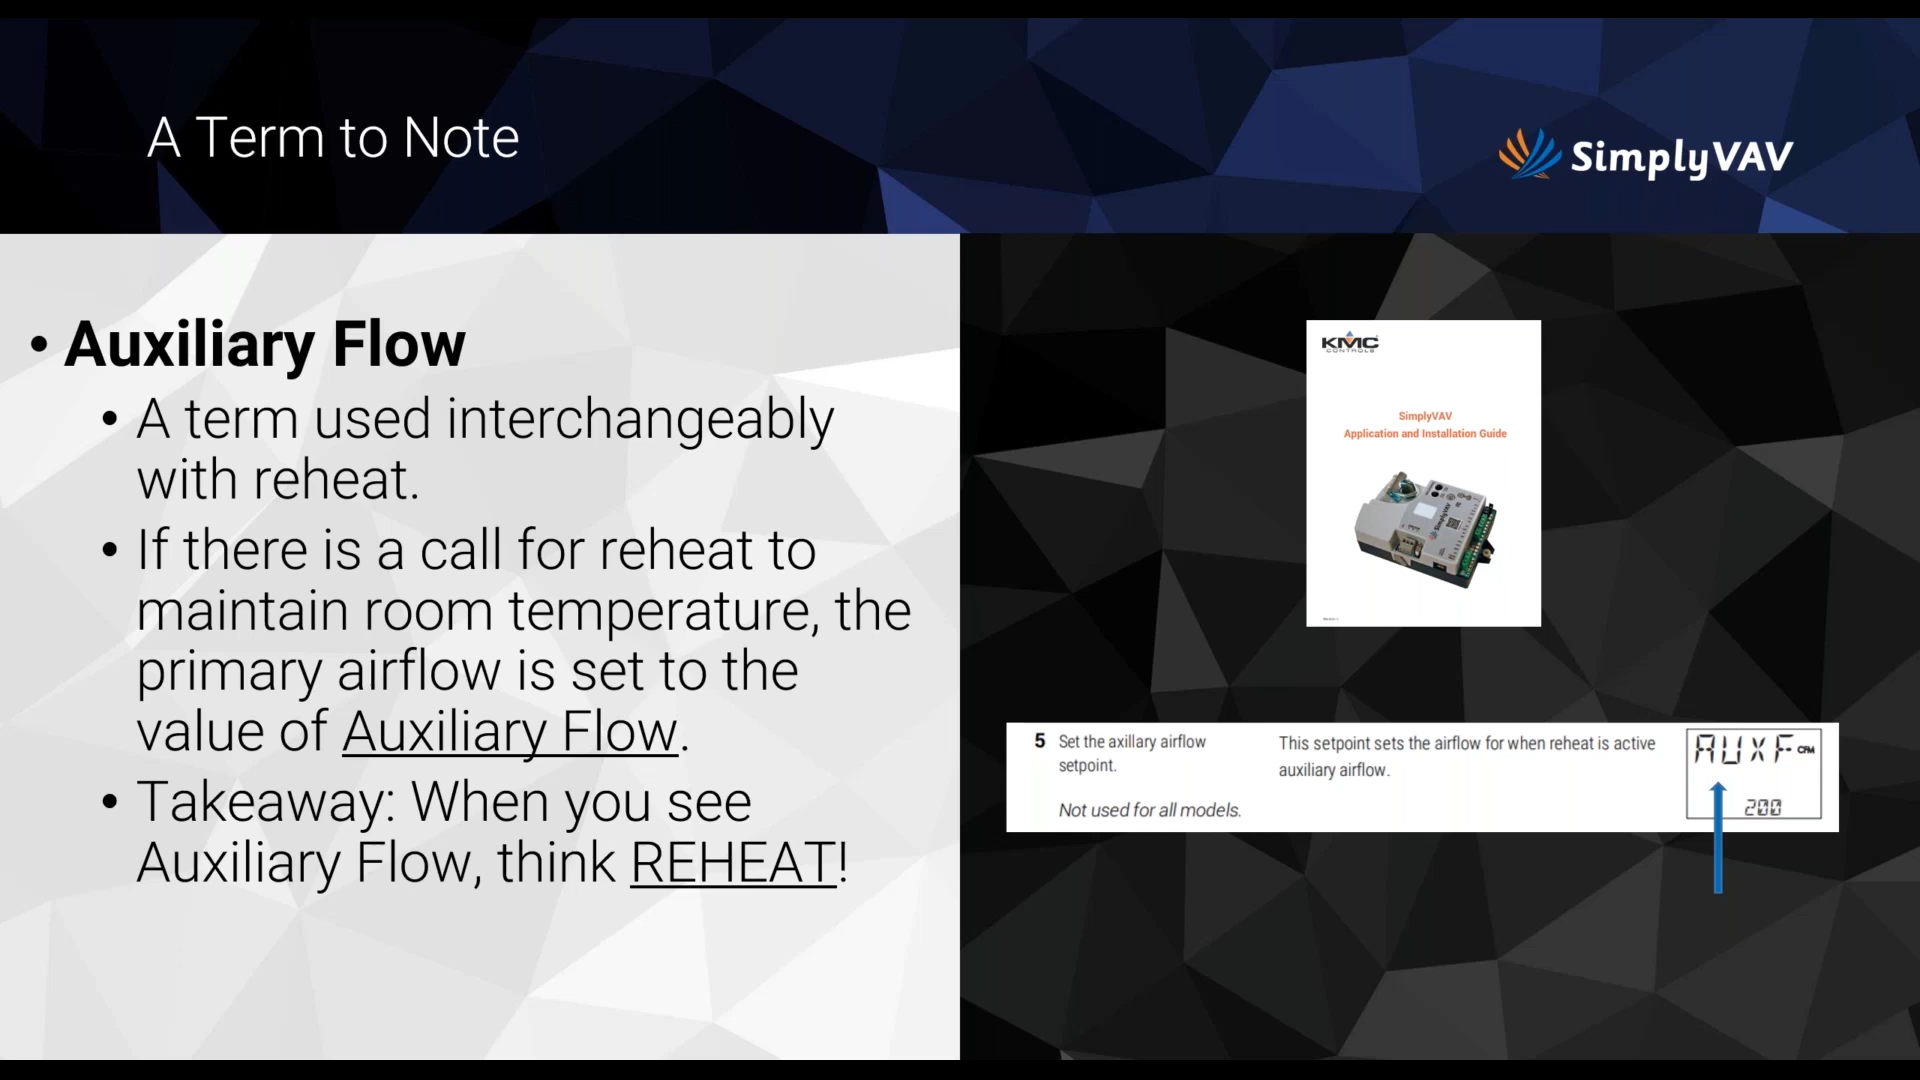 A Term to Note
SimplyVAV
• Auxiliary Flow
• A term used interchangeably
with reheat.
• If there is a call for reheat to
maintain room temperature, the
primary airflow is set to the
value of Auxiliary Flow.
• Takeaway: When you see
Auxiliary Flow, think REHEAT!
KMC
CONTROLS
SimplyVAV
Application and Installation Guide
SimplyVAV
5 Set the axillary airflow
setpoint.
Not used for all models.
This setpoint sets the airflow for when reheat is active
auxiliary airflow.
AUXF CFM
200